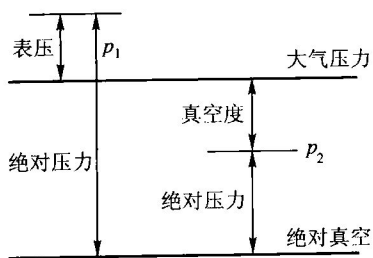 表压
p₁
大气压力
真空度
p₂
绝对压力
绝对压力
绝对真空